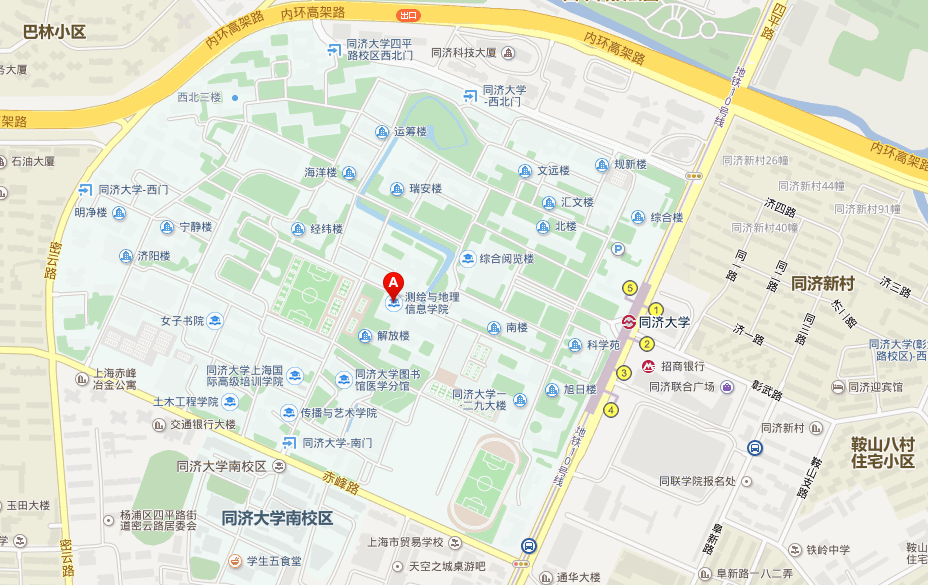 四平路
内环高架路
内环高架路
出口
巴林小区
同济大学四平
路校区西北门
同济科技大厦
内环高架路
务大厦
地铁10号线
西北三楼
同济大学
-西北门
架路
运筹楼
内环高架路
石油大厦
海洋楼
文远楼
规新楼
同济新村26幢
同济大学-西门
瑞安楼
同济新村44幢
明净楼
汇文楼
济四路
同济新村91幢
宁静楼
经纬楼
北楼
综合楼
同济新村40幢
密云路
济阳楼
综合阅览楼
P
同一路
同二路
A
同济新村
济三路
测绘与地理
信息学院
5
1
女子书院
解放楼
南楼
同济大学
济一路
同三路
科学苑
2
同济大学(彰
路校区)-西
上海赤峰
冶金公寓
同济大学上海国
际高级培训学院
同济大学图书
馆医学分馆
3
招商银行
同济联合广场
彰武路
同济迎宾馆
土木工程学院
传播与艺术学院
同济大学一
·二九大楼
旭日楼
4
交通银行大楼
同济大学-南门
地铁10号线
同济新村
鞍山八村
住宅小区
同济大学南校区
赤峰路
鞍山支路
同联学院报名处
玉田大楼
杨浦区四平路街
道密云路居委会
同济大学南校区
阜新路
密云路
学生五食堂
上海市贸易学校
铁岭中学
鞍山
住宅
天空之城桌游吧
通华大楼
阜新路一八二弄